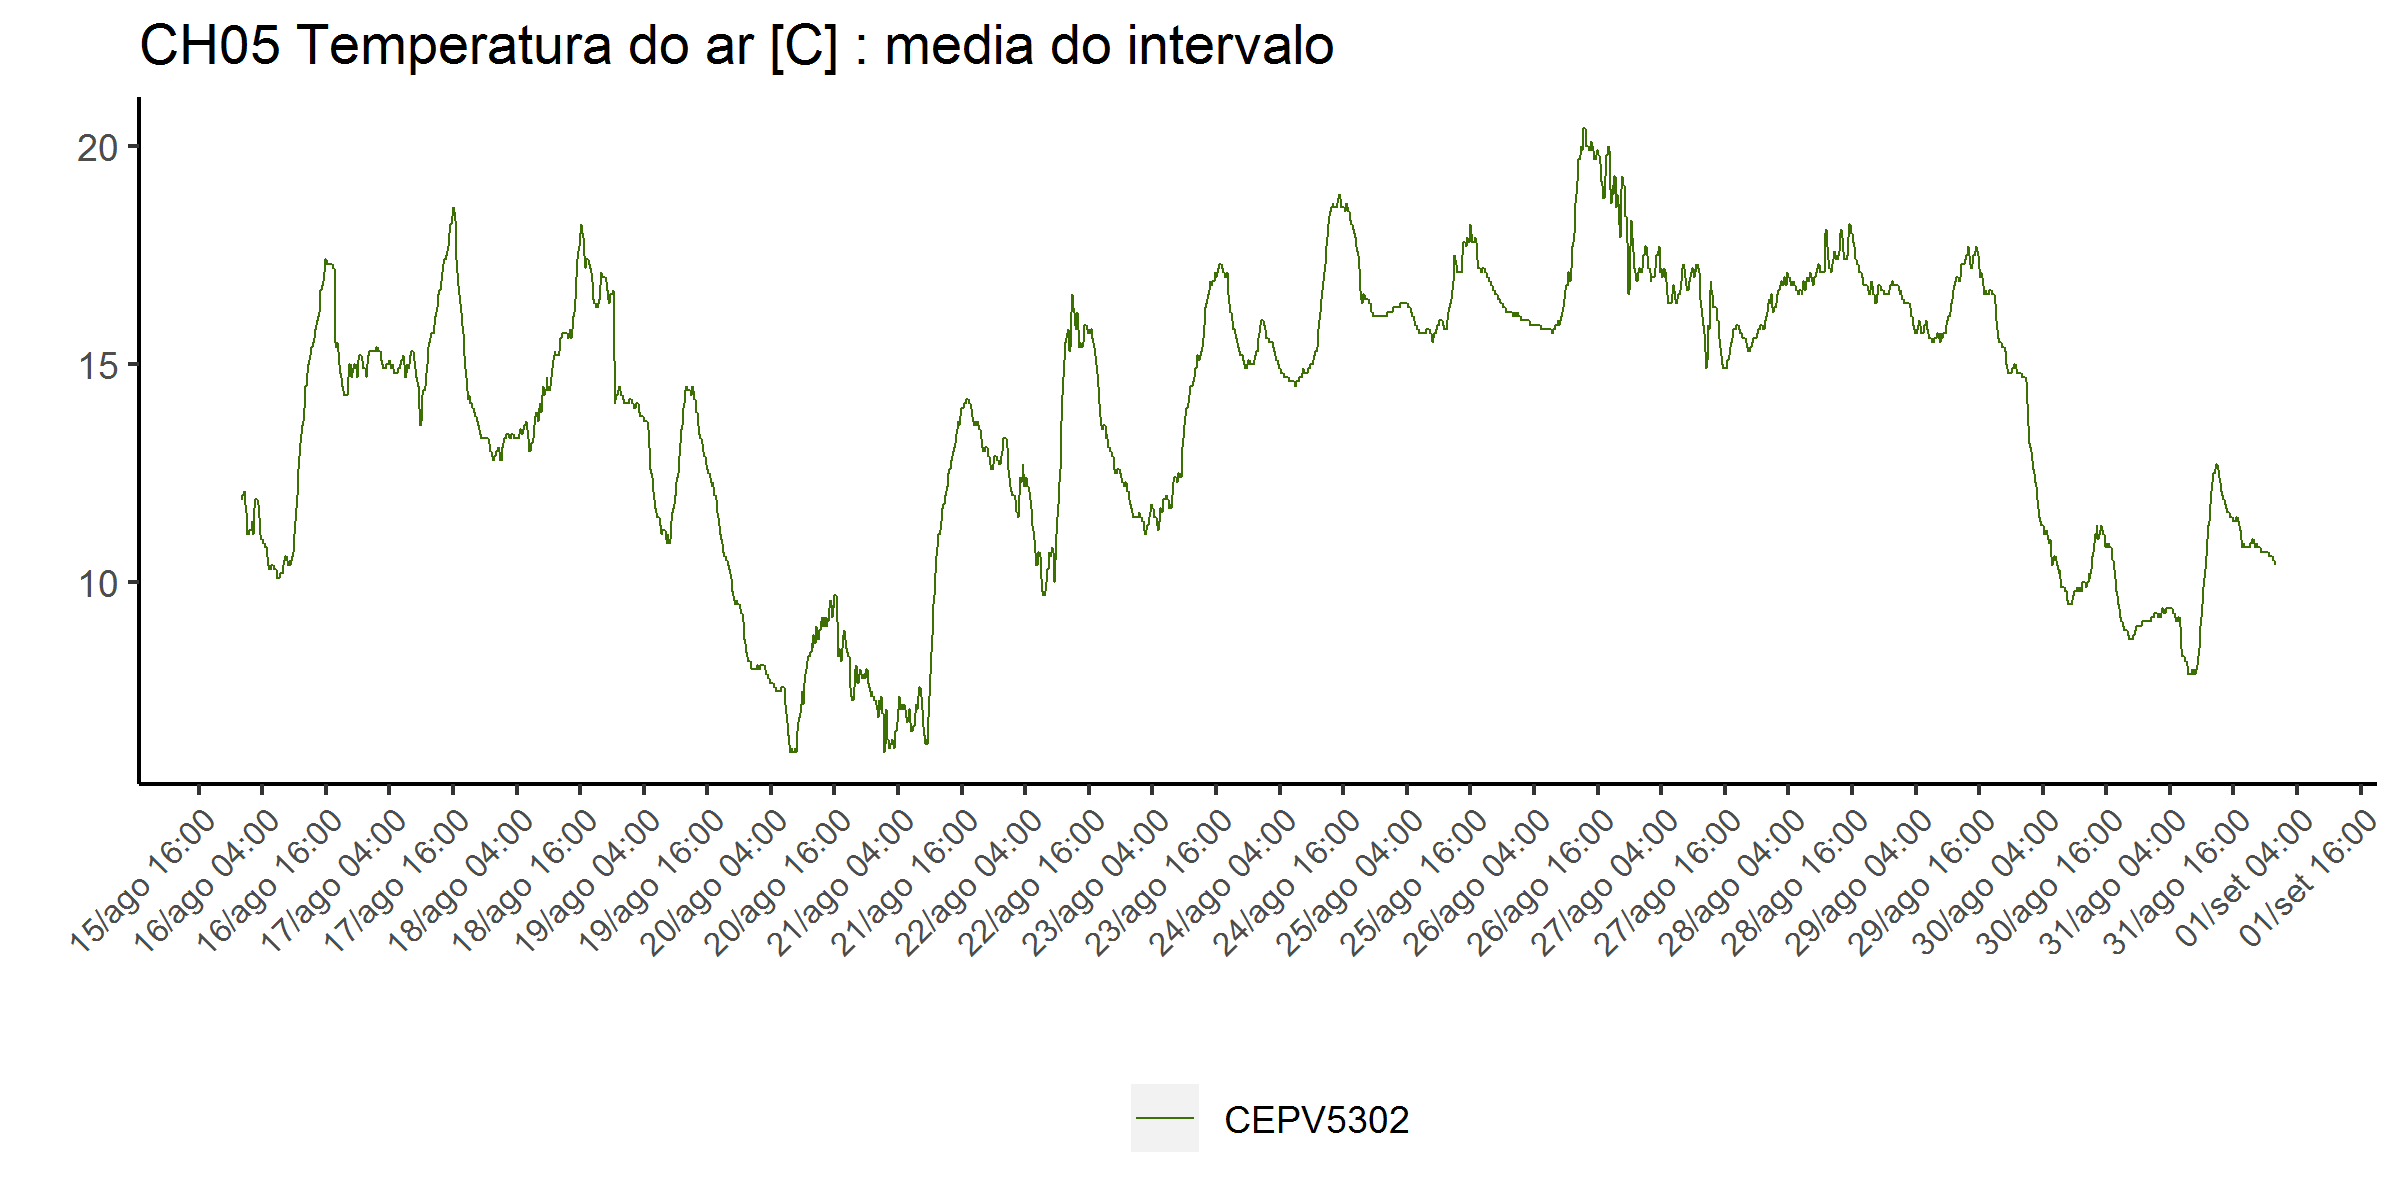 CH05 Temperatura do ar [C] : media do intervalo
20
15
10
15/ago 16:00
16/ago 04:00
16/ago 16:00
17/ago 04:00
17/ago 16:00
18/ago 04:00
18/ago 16:00
19/ago 04:00
19/ago 16:00
20/ago 04:00
20/ago 16:00
21/ago 04:00
21/ago 16:00
22/ago 04:00
22/ago 16:00
23/ago 04:00
23/ago 16:00
24/ago 04:00
24/ago 16:00
25/ago 04:00
25/ago 16:00
26/ago 04:00
26/ago 16:00
27/ago 04:00
27/ago 16:00
28/ago 04:00
28/ago 16:00
29/ago 04:00
29/ago 16:00
30/ago 04:00
30/ago 16:00
31/ago 04:00
31/ago 16:00
01/set 04:00
01/set 16:00
CEPV5302